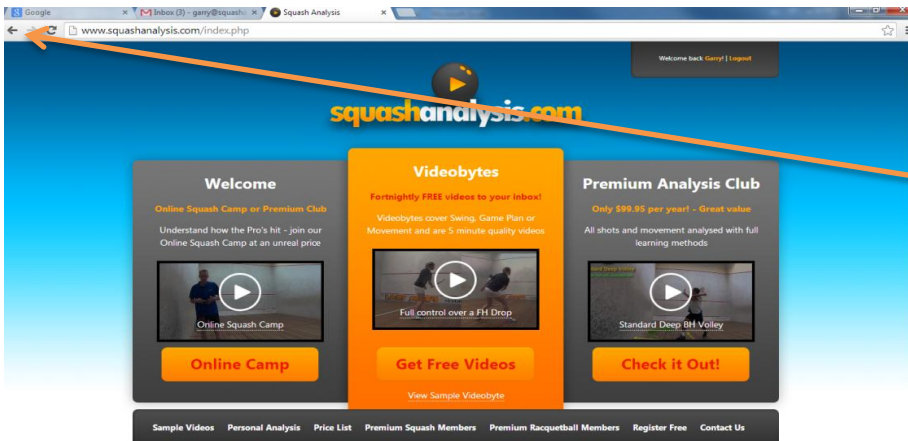 Google
Inbox (3) - garry@squash
Squash Analysis
www.squashanalysis.com/index.php
Welcome back Garry! | Logout
squashanalysis.com
Welcome
Online Squash Camp or Premium Club
Understand how the Pro's hit - join our
Online Squash Camp at an unreal price
Online Squash Camp
Online Camp
Videobytes
Fortnightly FREE videos to your inbox!
Videobytes cover Swing, Game Plan or
Movement and are 5 minute quality videos
Full control over a FH Drop
Get Free Videos
View Sample Videobyte
Premium Analysis Club
Only $99.95 per year! - Great value
All shots and movement analysed with full
learning methods
Standard Deep BH Volley
Check it Out!
Sample Videos Personal Analysis Price List Premium Squash Members Premium Racquetball Members Register Free Contact Us